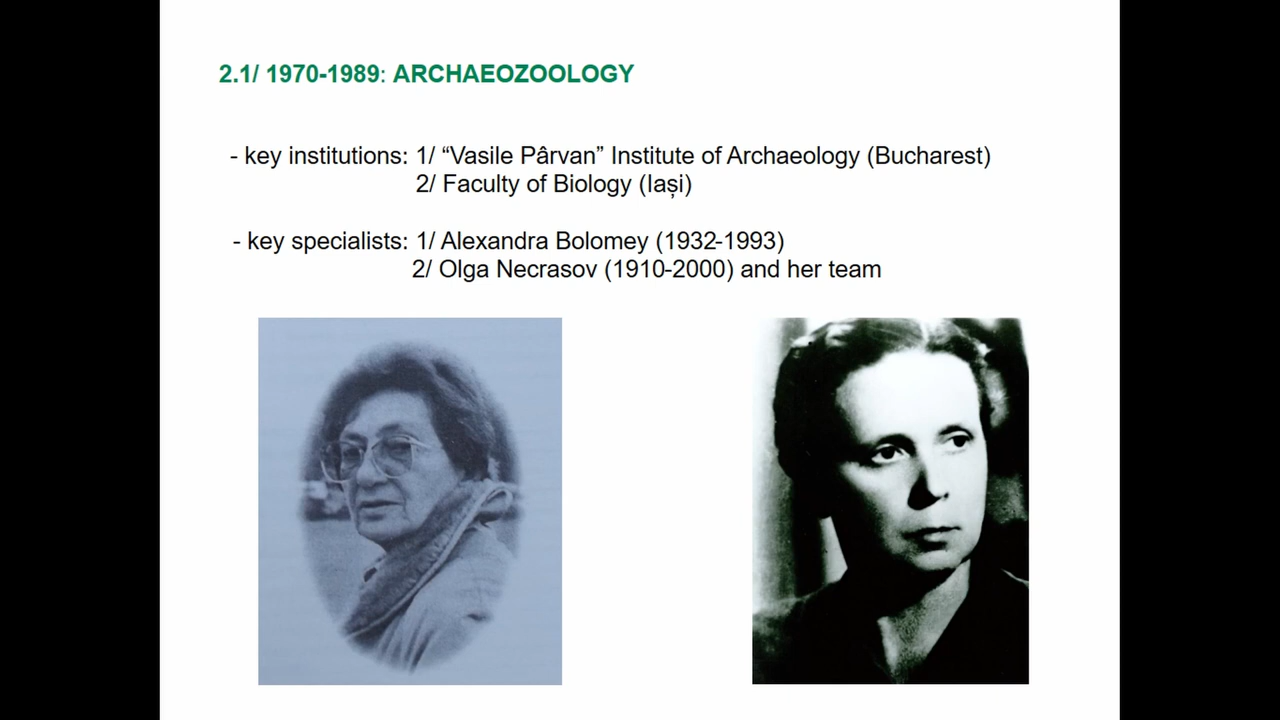 2.1/ 1970-1989: ARCHAEOZOOLOGY
- key institutions: 1/ “Vasile Pârvan” Institute of Archaeology (Bucharest)
2/ Faculty of Biology (Iași)
- key specialists: 1/ Alexandra Bolomey (1932-1993)
2/ Olga Necrasov (1910-2000) and her team